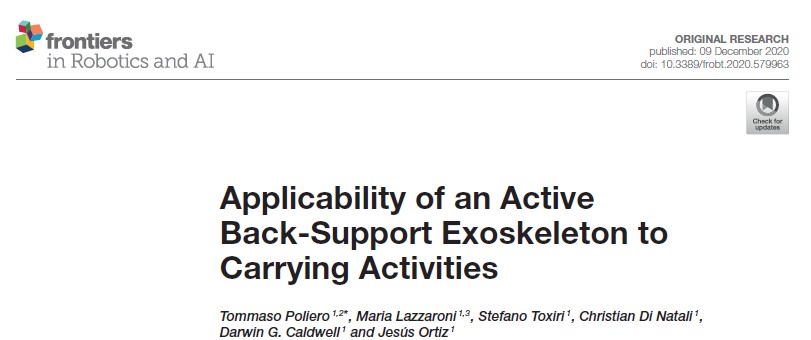 frontiers
in Robotics and AI
ORIGINAL RESEARCH
published: 09 December 2020
doi: 10.3389/frobt.2020.579963
Check for
updates
Applicability of an Active
Back-Support Exoskeleton to
Carrying Activities
Tommaso Poliero 1,2*, Maria Lazzaroni 1,3, Stefano Toxiri 1, Christian Di Natali 1,
Darwin G. Caldwell 1 and Jesús Ortiz 1